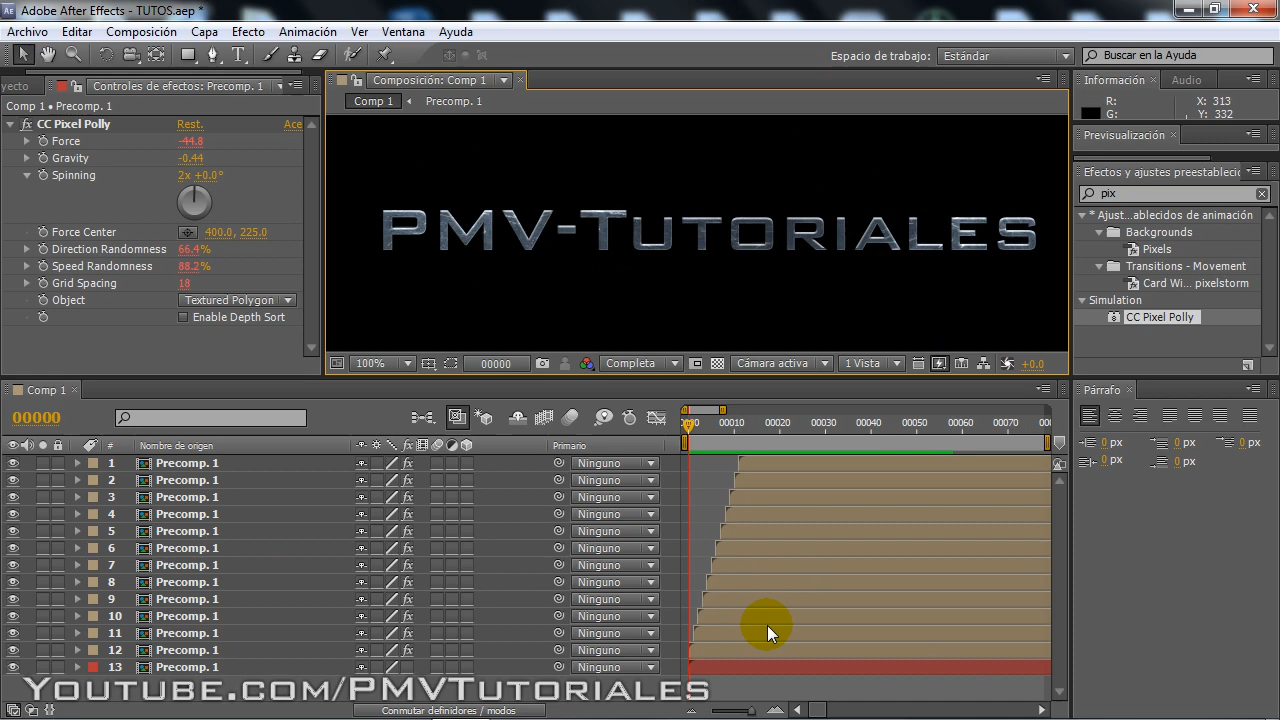 Adobe After Effects - TUTOS.aep *
Archivo Editar Composición Capa Efecto Animación Ver Ventana Ayuda
Espacio de trabajo: Estándar Buscar en la Ayuda
yecto Controles de efectos: Precomp. 1
Comp 1 • Precomp. 1
CC Pixel Polly Rest. Ace
Force -44.8
Gravity -0.44
Spinning 2x +0.0°
Force Center 400.0, 225.0
Direction Randomness 66.4%
Speed Randomness 88.2%
Grid Spacing 18
Object Textured Polygon
Enable Depth Sort
Composición: Comp 1
Comp 1 Precomp. 1
PMV-Tutoriales
100% 00000 Completa Cámara activa 1 Vista +0.0
Información Audio
R: X: 313
G: Y: 332
Previsualización
Efectos y ajustes preestableci
pix
* Ajust...ablecidos de animación
Backgrounds
Pixels
Transitions - Movement
Card Wi... pixelstorm
Simulation
CC Pixel Polly
Comp 1
00000
00010 00020 00030 00040 00050 00060 00070
# Nombre de origen Primario
1 Precomp. 1 Ninguno
2 Precomp. 1 Ninguno
3 Precomp. 1 Ninguno
4 Precomp. 1 Ninguno
5 Precomp. 1 Ninguno
6 Precomp. 1 Ninguno
7 Precomp. 1 Ninguno
8 Precomp. 1 Ninguno
9 Precomp. 1 Ninguno
10 Precomp. 1 Ninguno
11 Precomp. 1 Ninguno
12 Precomp. 1 Ninguno
13 Precomp. 1 Ninguno
Párrafo
0 px 0 px 0 px
0 px 0 px
Youtube.com/PMVTutoriales
Conmutar definidores / modos